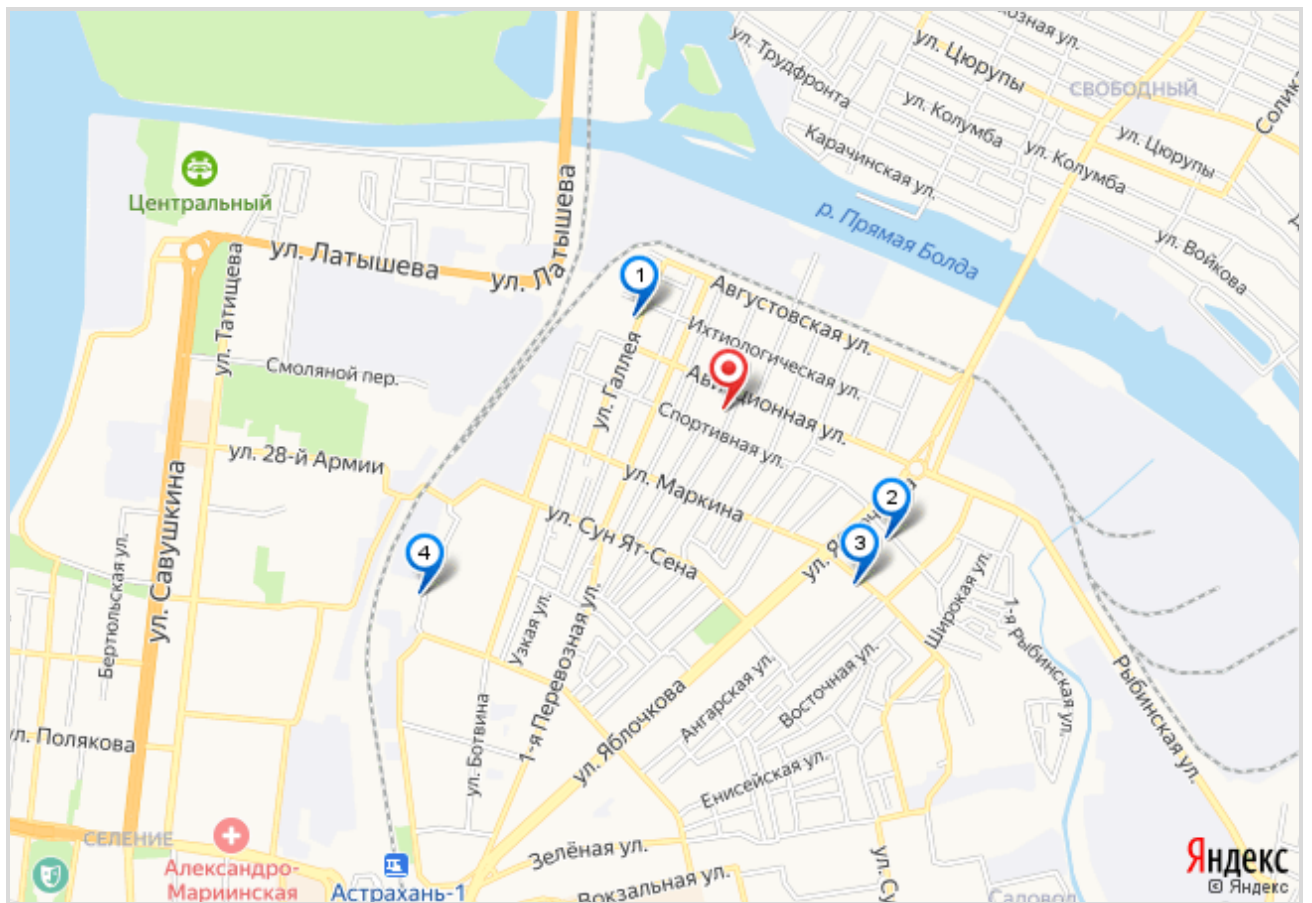 ул. Трудфронта
ул. Цюрупы
СВОБОДНЫЙ
ул. Колумба
Карачинская ул.
ул. Колумба
ул. Цюрупы
Центральный
ул. Латышева
ул. Латышева
ул. Латышева
р. Прямая Болда
ул. Войкова
ул. Татищева
1
Августовская ул.
Ихтиологическая ул.
Смоляной пер.
ул. Галлея
Спортивная ул.
ул. 28-й Армии
ул. Маркина
ул. Савушкина
2
ул. Сун Ят-Сена
3
4
Бертюльская ул.
Широкая ул.
1-я Рыбинская ул.
Узкая ул.
1-я Перевозная ул.
Ангарская ул.
Восточная ул.
Рыбинская ул.
ул. Полякова
ул. Ботвина
ул. Яблочкова
Енисейская ул.
СЕЛЕНИЕ
Александро-
Мариинская
Астрахань-1
Зелёная ул.
Вокзальная ул.
Садовод
Яндекс
© Яндекс